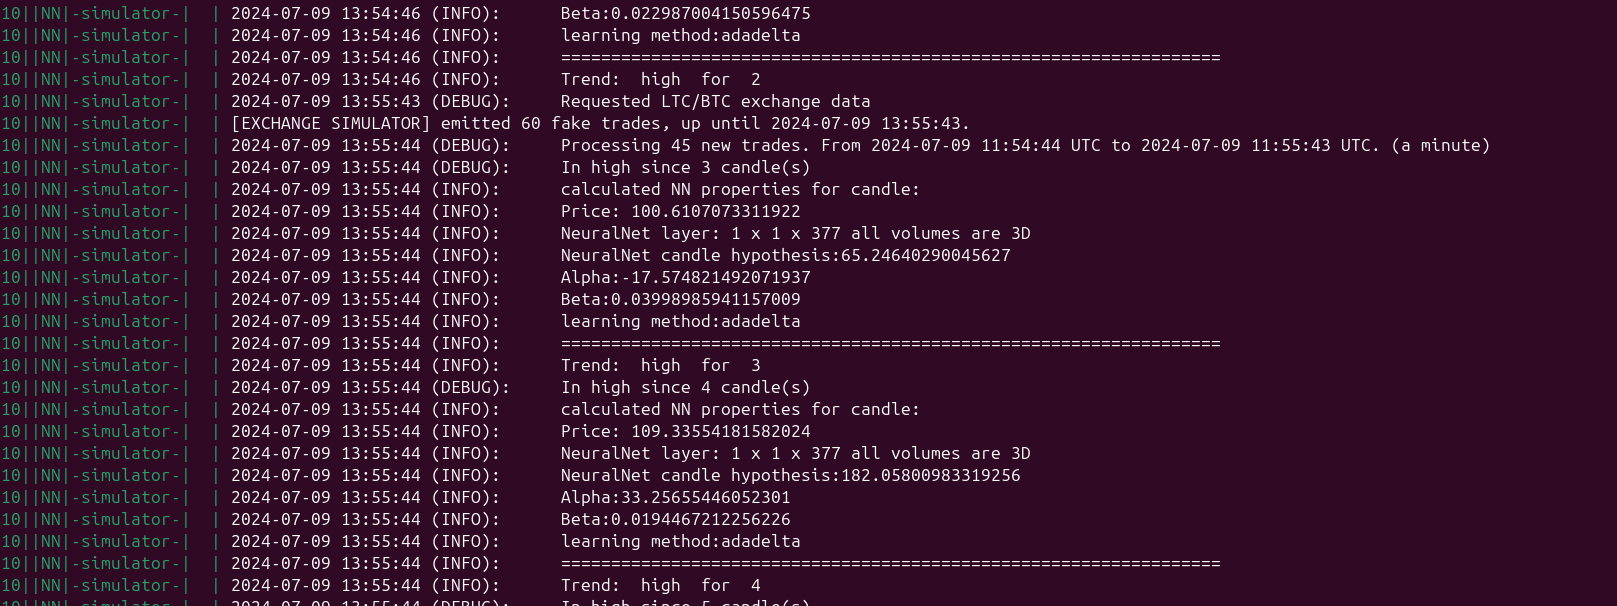 10||NN|-simulator-|  | 2024-07-09 13:54:46 (INFO):     Beta:0.022987004150596475
10||NN|-simulator-|  | 2024-07-09 13:54:46 (INFO):     learning method:adadelta
10||NN|-simulator-|  | 2024-07-09 13:54:46 (INFO):     ==================================================================
10||NN|-simulator-|  | 2024-07-09 13:54:46 (INFO):     Trend:  high  for  2
10||NN|-simulator-|  | 2024-07-09 13:55:43 (DEBUG):     Requested LTC/BTC exchange data
10||NN|-simulator-|  | [EXCHANGE SIMULATOR] emitted 60 fake trades, up until 2024-07-09 13:55:43.
10||NN|-simulator-|  | 2024-07-09 13:55:44 (DEBUG):     Processing 45 new trades. From 2024-07-09 11:54:44 UTC to 2024-07-09 11:55:43 UTC. (a minute)
10||NN|-simulator-|  | 2024-07-09 13:55:44 (DEBUG):     In high since 3 candle(s)
10||NN|-simulator-|  | 2024-07-09 13:55:44 (INFO):     calculated NN properties for candle:
10||NN|-simulator-|  | 2024-07-09 13:55:44 (INFO):     Price: 100.6107073311922
10||NN|-simulator-|  | 2024-07-09 13:55:44 (INFO):     NeuralNet layer: 1 x 1 x 377 all volumes are 3D
10||NN|-simulator-|  | 2024-07-09 13:55:44 (INFO):     NeuralNet candle hypothesis:65.24640290045627
10||NN|-simulator-|  | 2024-07-09 13:55:44 (INFO):     Alpha:-17.574821492071937
10||NN|-simulator-|  | 2024-07-09 13:55:44 (INFO):     Beta:0.03998985941157009
10||NN|-simulator-|  | 2024-07-09 13:55:44 (INFO):     learning method:adadelta
10||NN|-simulator-|  | 2024-07-09 13:55:44 (INFO):     ==================================================================
10||NN|-simulator-|  | 2024-07-09 13:55:44 (INFO):     Trend:  high  for  3
10||NN|-simulator-|  | 2024-07-09 13:55:44 (DEBUG):     In high since 4 candle(s)
10||NN|-simulator-|  | 2024-07-09 13:55:44 (INFO):     calculated NN properties for candle:
10||NN|-simulator-|  | 2024-07-09 13:55:44 (INFO):     Price: 109.33554181582024
10||NN|-simulator-|  | 2024-07-09 13:55:44 (INFO):     NeuralNet layer: 1 x 1 x 377 all volumes are 3D
10||NN|-simulator-|  | 2024-07-09 13:55:44 (INFO):     NeuralNet candle hypothesis:182.05800983319256
10||NN|-simulator-|  | 2024-07-09 13:55:44 (INFO):     Alpha:33.25655446052301
10||NN|-simulator-|  | 2024-07-09 13:55:44 (INFO):     Beta:0.0194467212256226
10||NN|-simulator-|  | 2024-07-09 13:55:44 (INFO):     learning method:adadelta
10||NN|-simulator-|  | 2024-07-09 13:55:44 (INFO):     ==================================================================
10||NN|-simulator-|  | 2024-07-09 13:55:44 (INFO):     Trend:  high  for  4
10||NN|-simulator-|  | 2024-07-09 13:55:44 (DEBUG):     In high since 5 candle(s)